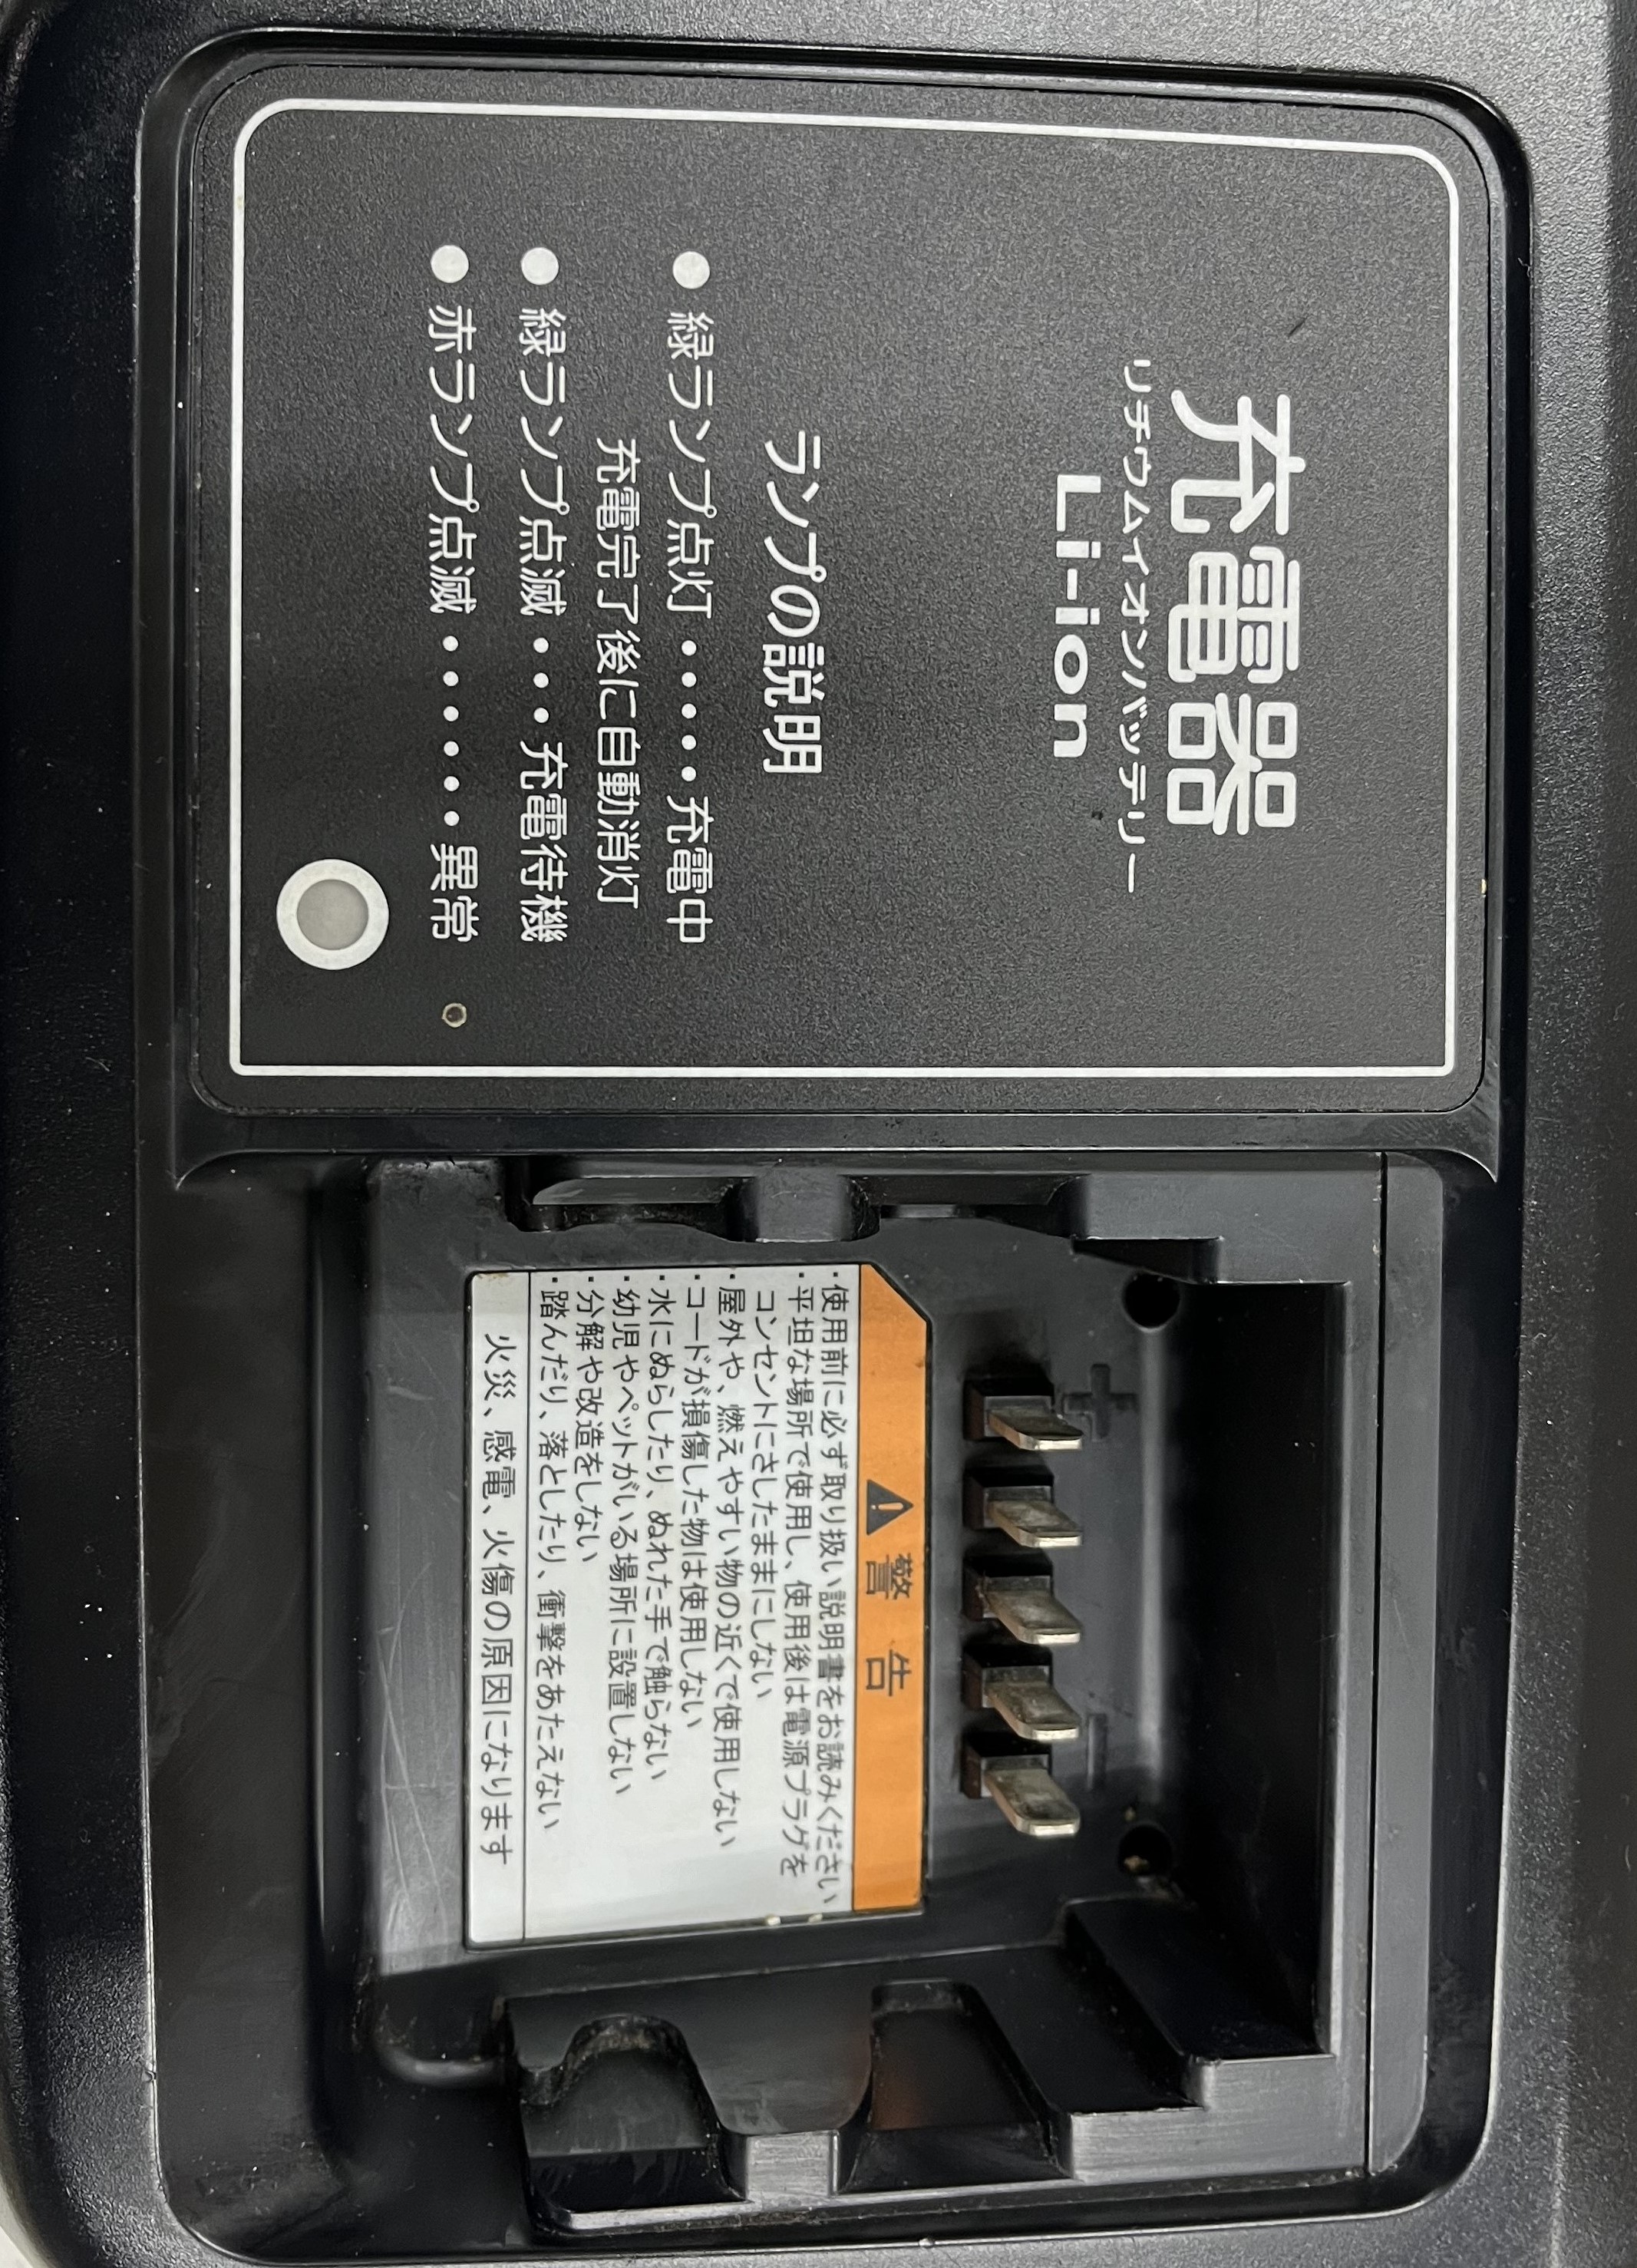 充電器
リチウムイオンバッテリー
Li-ion
ランプの説明
●緑ランプ点灯・・・・・充電中
充電完了後に自動消灯
●緑ランプ点滅・・・充電待機
●赤ランプ点滅・・・・・・異常
+
−
⚠警告
・使用前に必ず取り扱い説明書をお読みください
・平坦な場所で使用し、使用後は電源プラグを
コンセントにさしたままにしない
・屋外や、燃えやすい物の近くで使用しない
・コードが損傷した物は使用しない
・水にぬらしたり、ぬれた手で触らない
・幼児やペットがいる場所に設置しない
・分解や改造をしない
・踏んだり、落としたり、衝撃をあたえない
火災、感電、火傷の原因になります